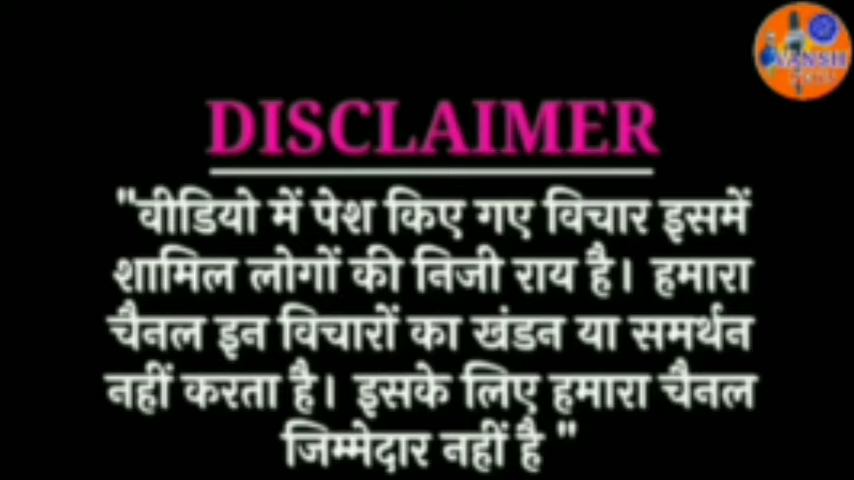 DISCLAIMER
"वीडियो में पेश किए गए विचार इसमें
शामिल लोगों की निजी राय है। हमारा
चैनल इन विचारों का खंडन या समर्थन
नहीं करता है। इसके लिए हमारा चैनल
जिम्मेदार नहीं है "